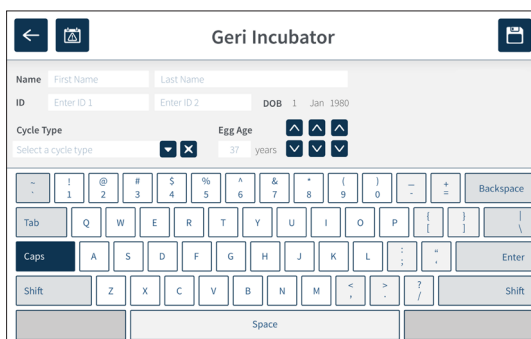 Geri Incubator
Name First Name Last Name
ID Enter ID 1 Enter ID 2 DOB 1 Jan 1980
Cycle Type Egg Age
Select a cycle type 37 years
~ ! @ # $ % ^ & * ( ) _ + Backspace
` 1 2 3 4 5 6 7 8 9 0 - =
Tab Q W E R T Y U I O P { } |
[ ] \
Caps A S D F G H J K L : “ Enter
; ‘
Shift Z X C V B N M < > ? Shift
, . /
Space